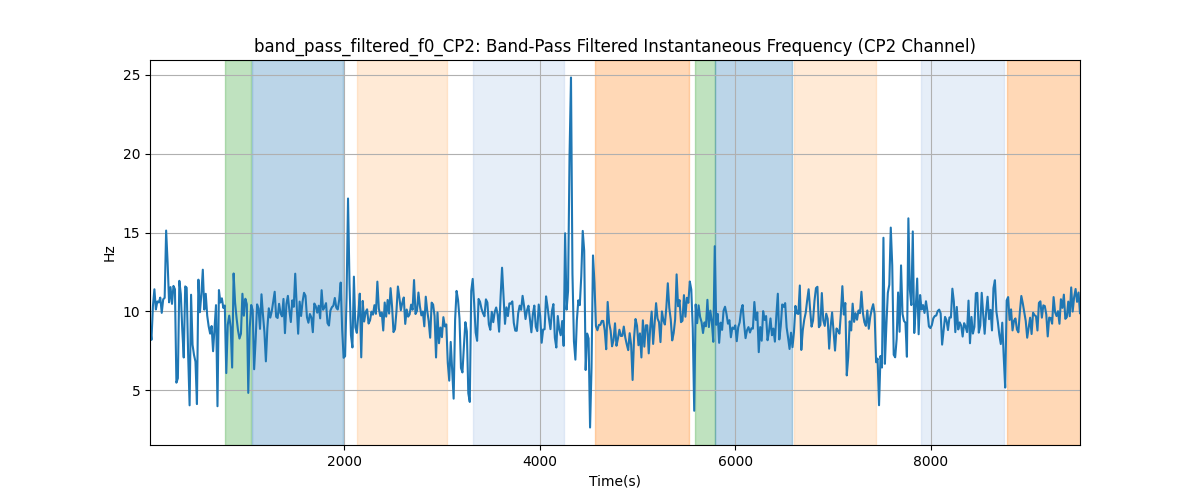 band_pass_filtered_f0_CP2: Band-Pass Filtered Instantaneous Frequency (CP2 Channel)
25
20
15
10
5
Hz
2000 4000 6000 8000
Time(s)